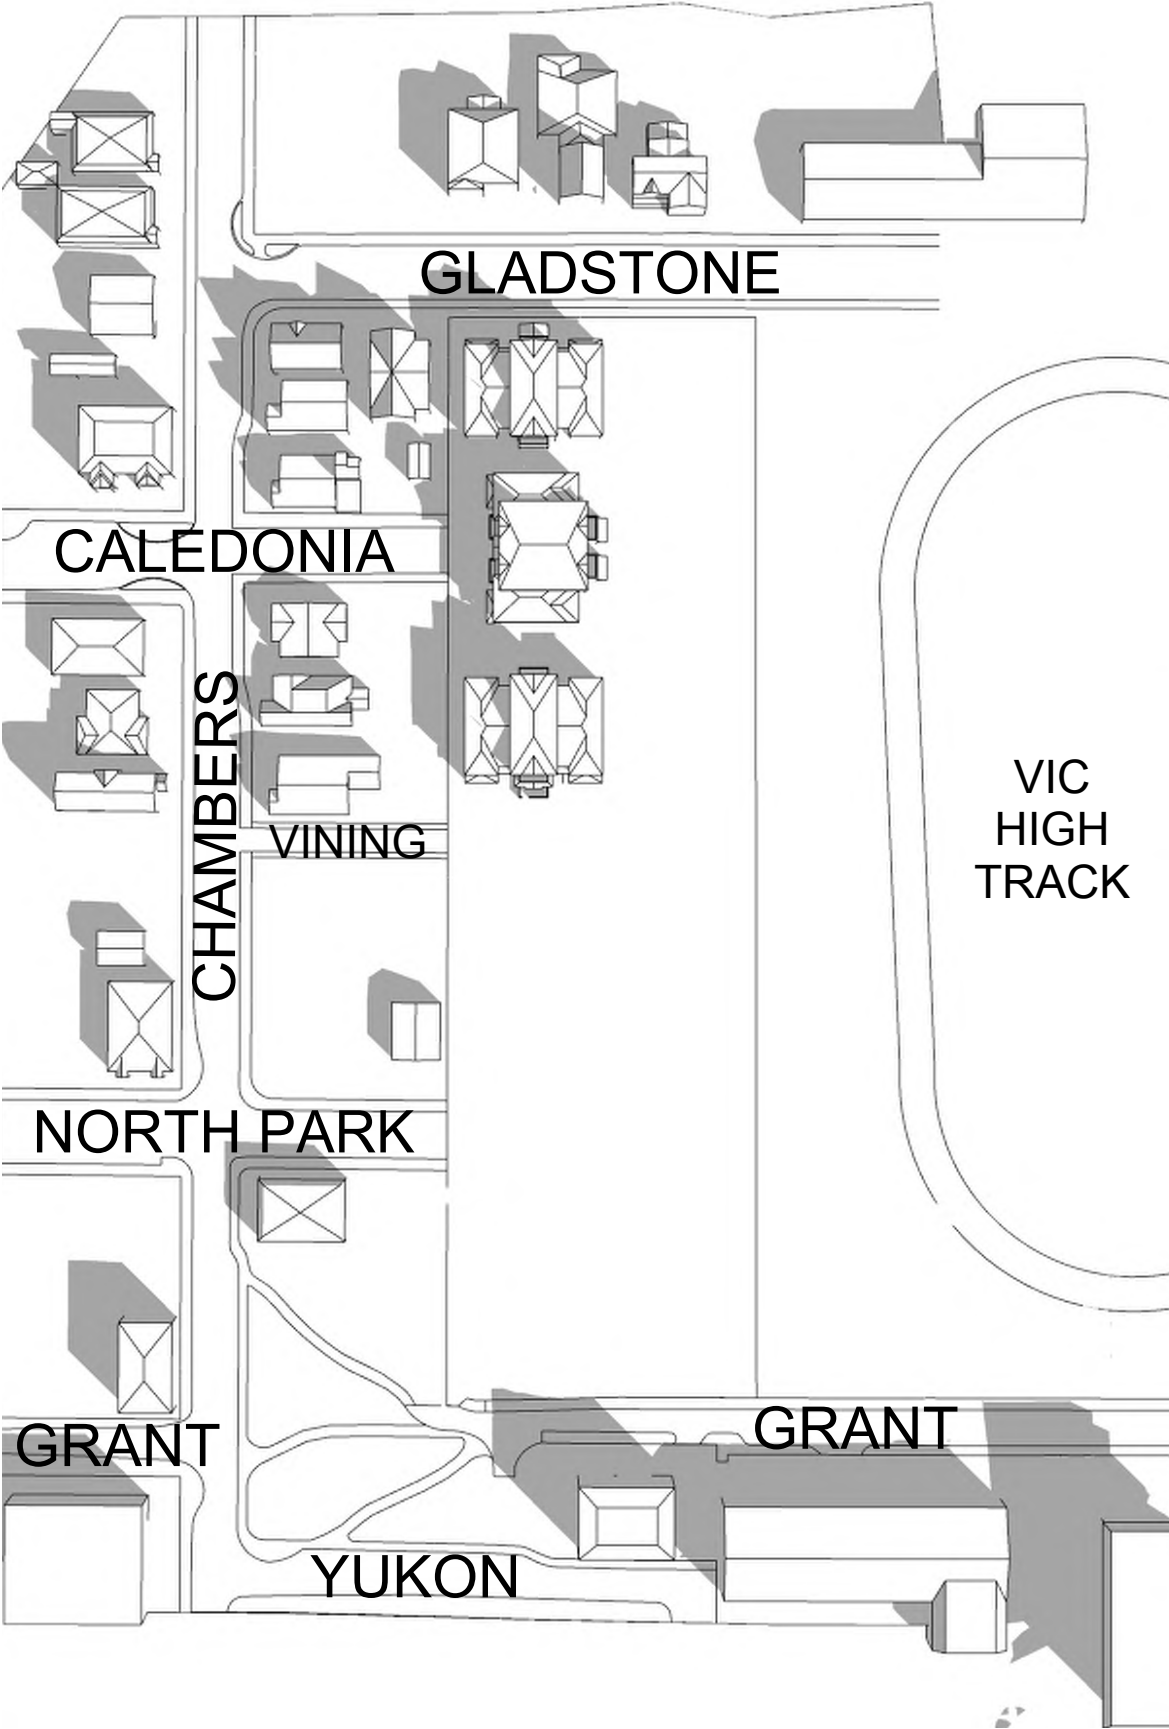 GLADSTONE
CALEDONIA
CHAMBERS
VIC
HIGH
TRACK
VINING
NORTH PARK
GRANT
GRANT
YUKON